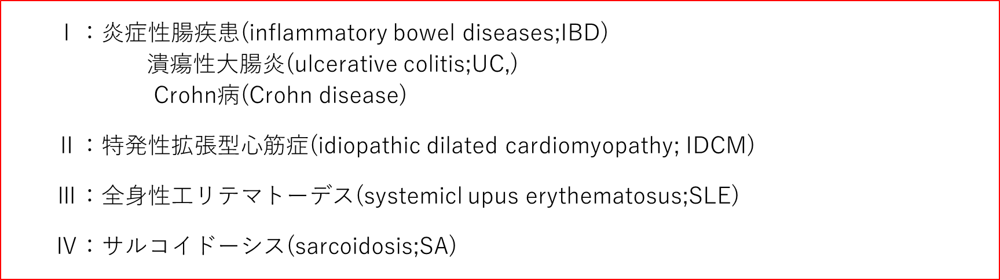 Ⅰ：炎症性腸疾患(inflammatory bowel diseases;IBD)
潰瘍性大腸炎(ulcerative colitis;UC,)
Crohn病(Crohn disease)
Ⅱ：特発性拡張型心筋症(idiopathic dilated cardiomyopathy; IDCM)
Ⅲ：全身性エリテマトーデス(systemicl upus erythematosus;SLE)
Ⅳ：サルコイドーシス(sarcoidosis;SA)